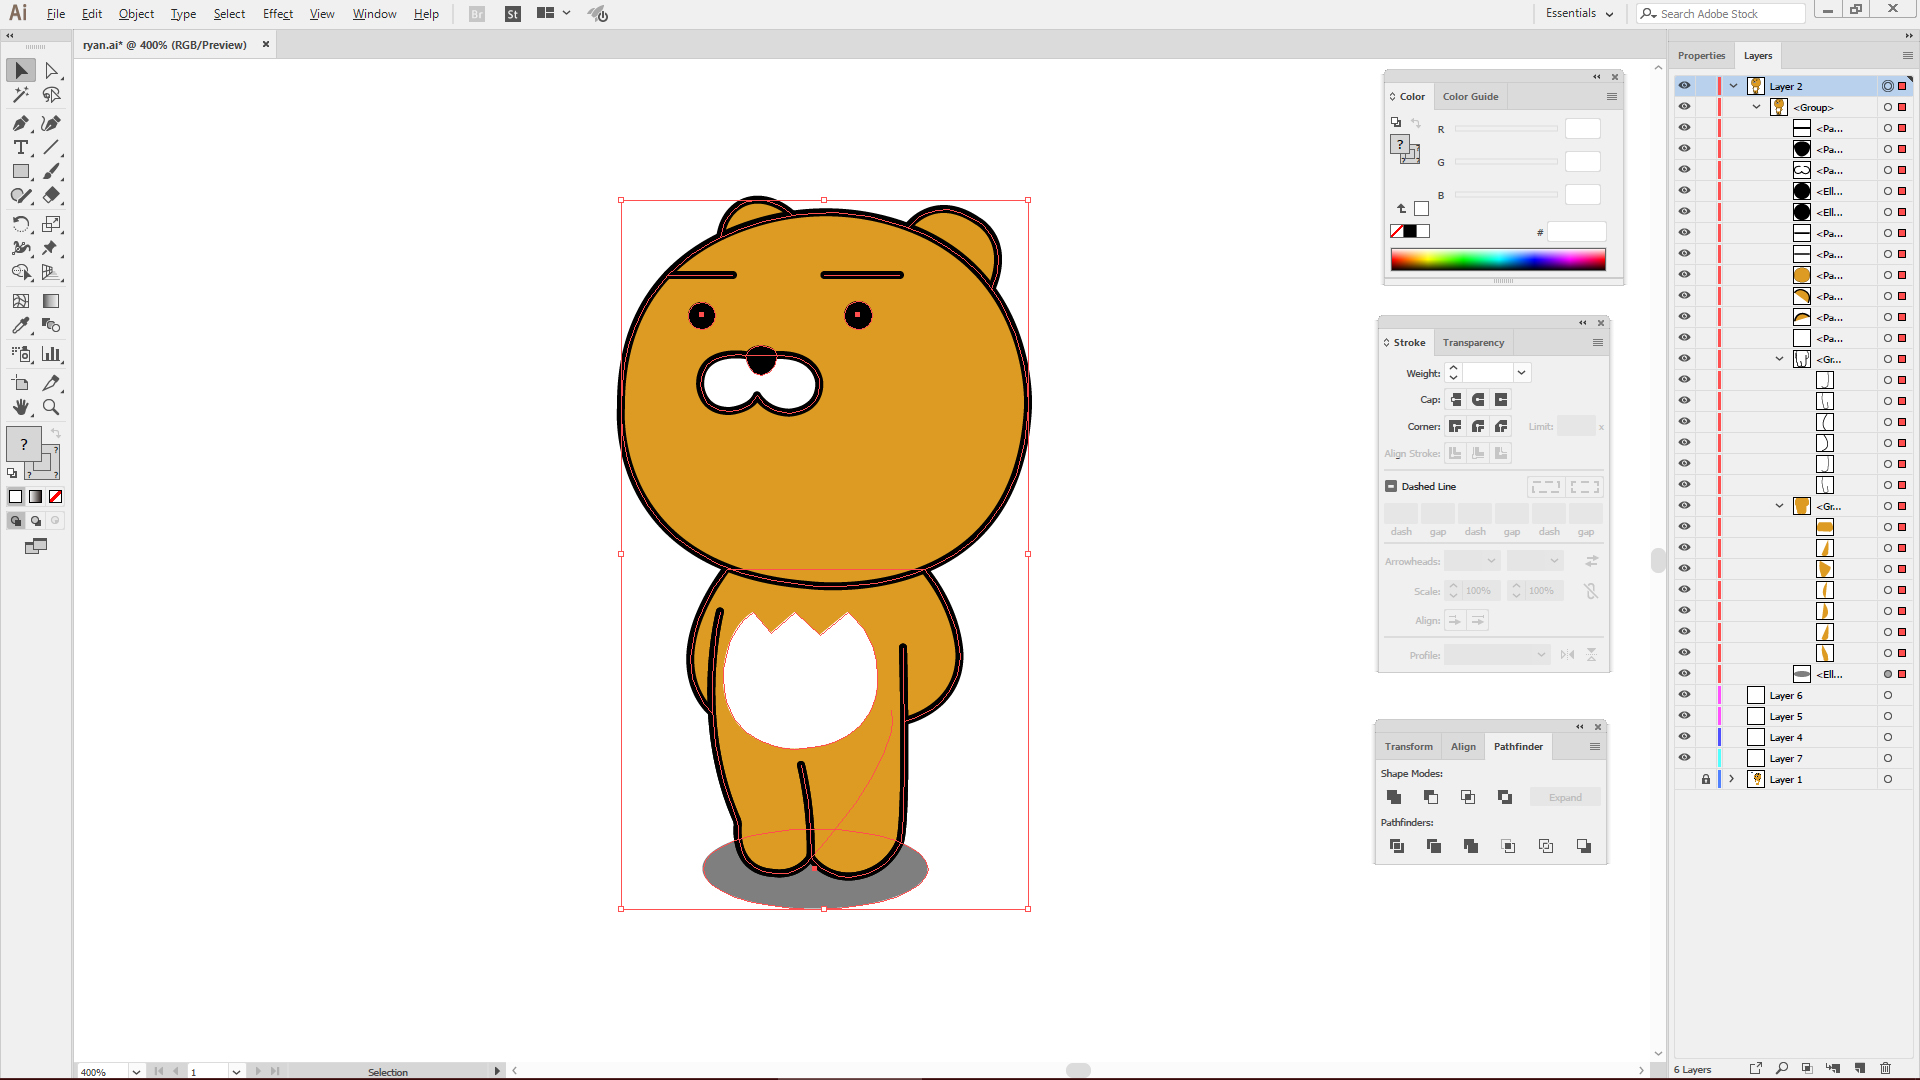 Ai File Edit Object Type Select Effect View Window Help Br St Essentials Search Adobe Stock
ryan.ai* @ 400% (RGB/Preview)
Properties Layers
Color Color Guide
R
G
B
#
Stroke Transparency
Weight:
Cap:
Corner: Limit: x
Align Stroke:
Dashed Line
dash gap dash gap dash gap
Arrowheads:
Scale: 100% 100%
Align:
Profile:
Transform Align Pathfinder
Shape Modes:
Expand
Pathfinders:
Layer 2
<Group>
<Pa...
<Pa...
<Pa...
<Ell...
<Ell...
<Pa...
<Pa...
<Pa...
<Pa...
<Pa...
<Pa...
<Gr...
<Gr...
<Ell...
Layer 6
Layer 5
Layer 4
Layer 7
Layer 1
6 Layers
400% 1 Selection